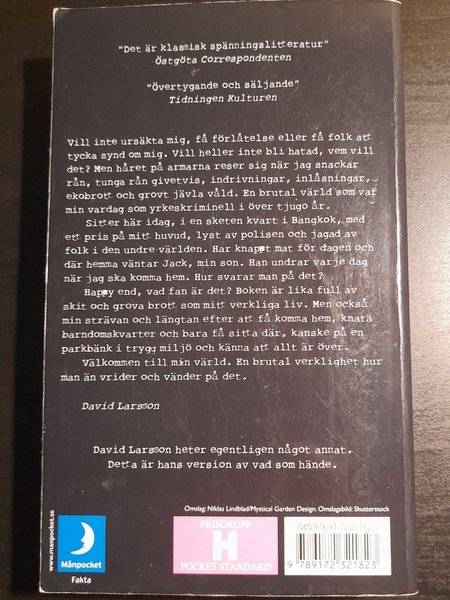 "Det är klassisk spänningslitteratur"
Östgöta Correspondenten
"Övertygande och säljande"
Tidningen Kulturen
Vill inte ursäkta mig, få förlåtelse eller få folk att
tycka synd om mig. Vill heller inte bli hatad, vem vill
det? Men håret på armarna reser sig när jag snackar
rån, tunga rån givetvis, indrivningar, inlåsningar,
ekobrott och grovt jävla våld. En brutal värld som var
min vardag som yrkeskriminell i över tjugo år.
Sitter här idag, i en sketen kvart i Bangkok, med
ett pris på mitt huvud, lyst av polisen och jagad av
folk i den undre världen. Har knappt mat för dagen och
där hemma väntar Jack, min son. Han undrar varje dag
när jag ska komma hem. Hur svarar man på det?
Happy end, vad fan är det? Boken är lika full av
skit och grova brott som mitt verkliga liv. Men också
min strävan och längtan efter att få komma hem, knata
barndomskvarter och bara få sitta där, kanske på en
parkbänk i trygg miljö och känna att allt är över.
Välkommen till min värld. En brutal verklighet hur
man än vrider och vänder på det.
David Larsson
David Larsson heter egentligen något annat.
Detta är hans version av vad som hände.
Omslag: Niklas Lindblad/Mystical Garden Design. Omslagsbild: Shutterstock
www.manpocket.se
Månpocket
Fakta
PRISGRUPP
H
POCKET STANDARD
ISBN 978-91-7232-182-3
9 789172 321823